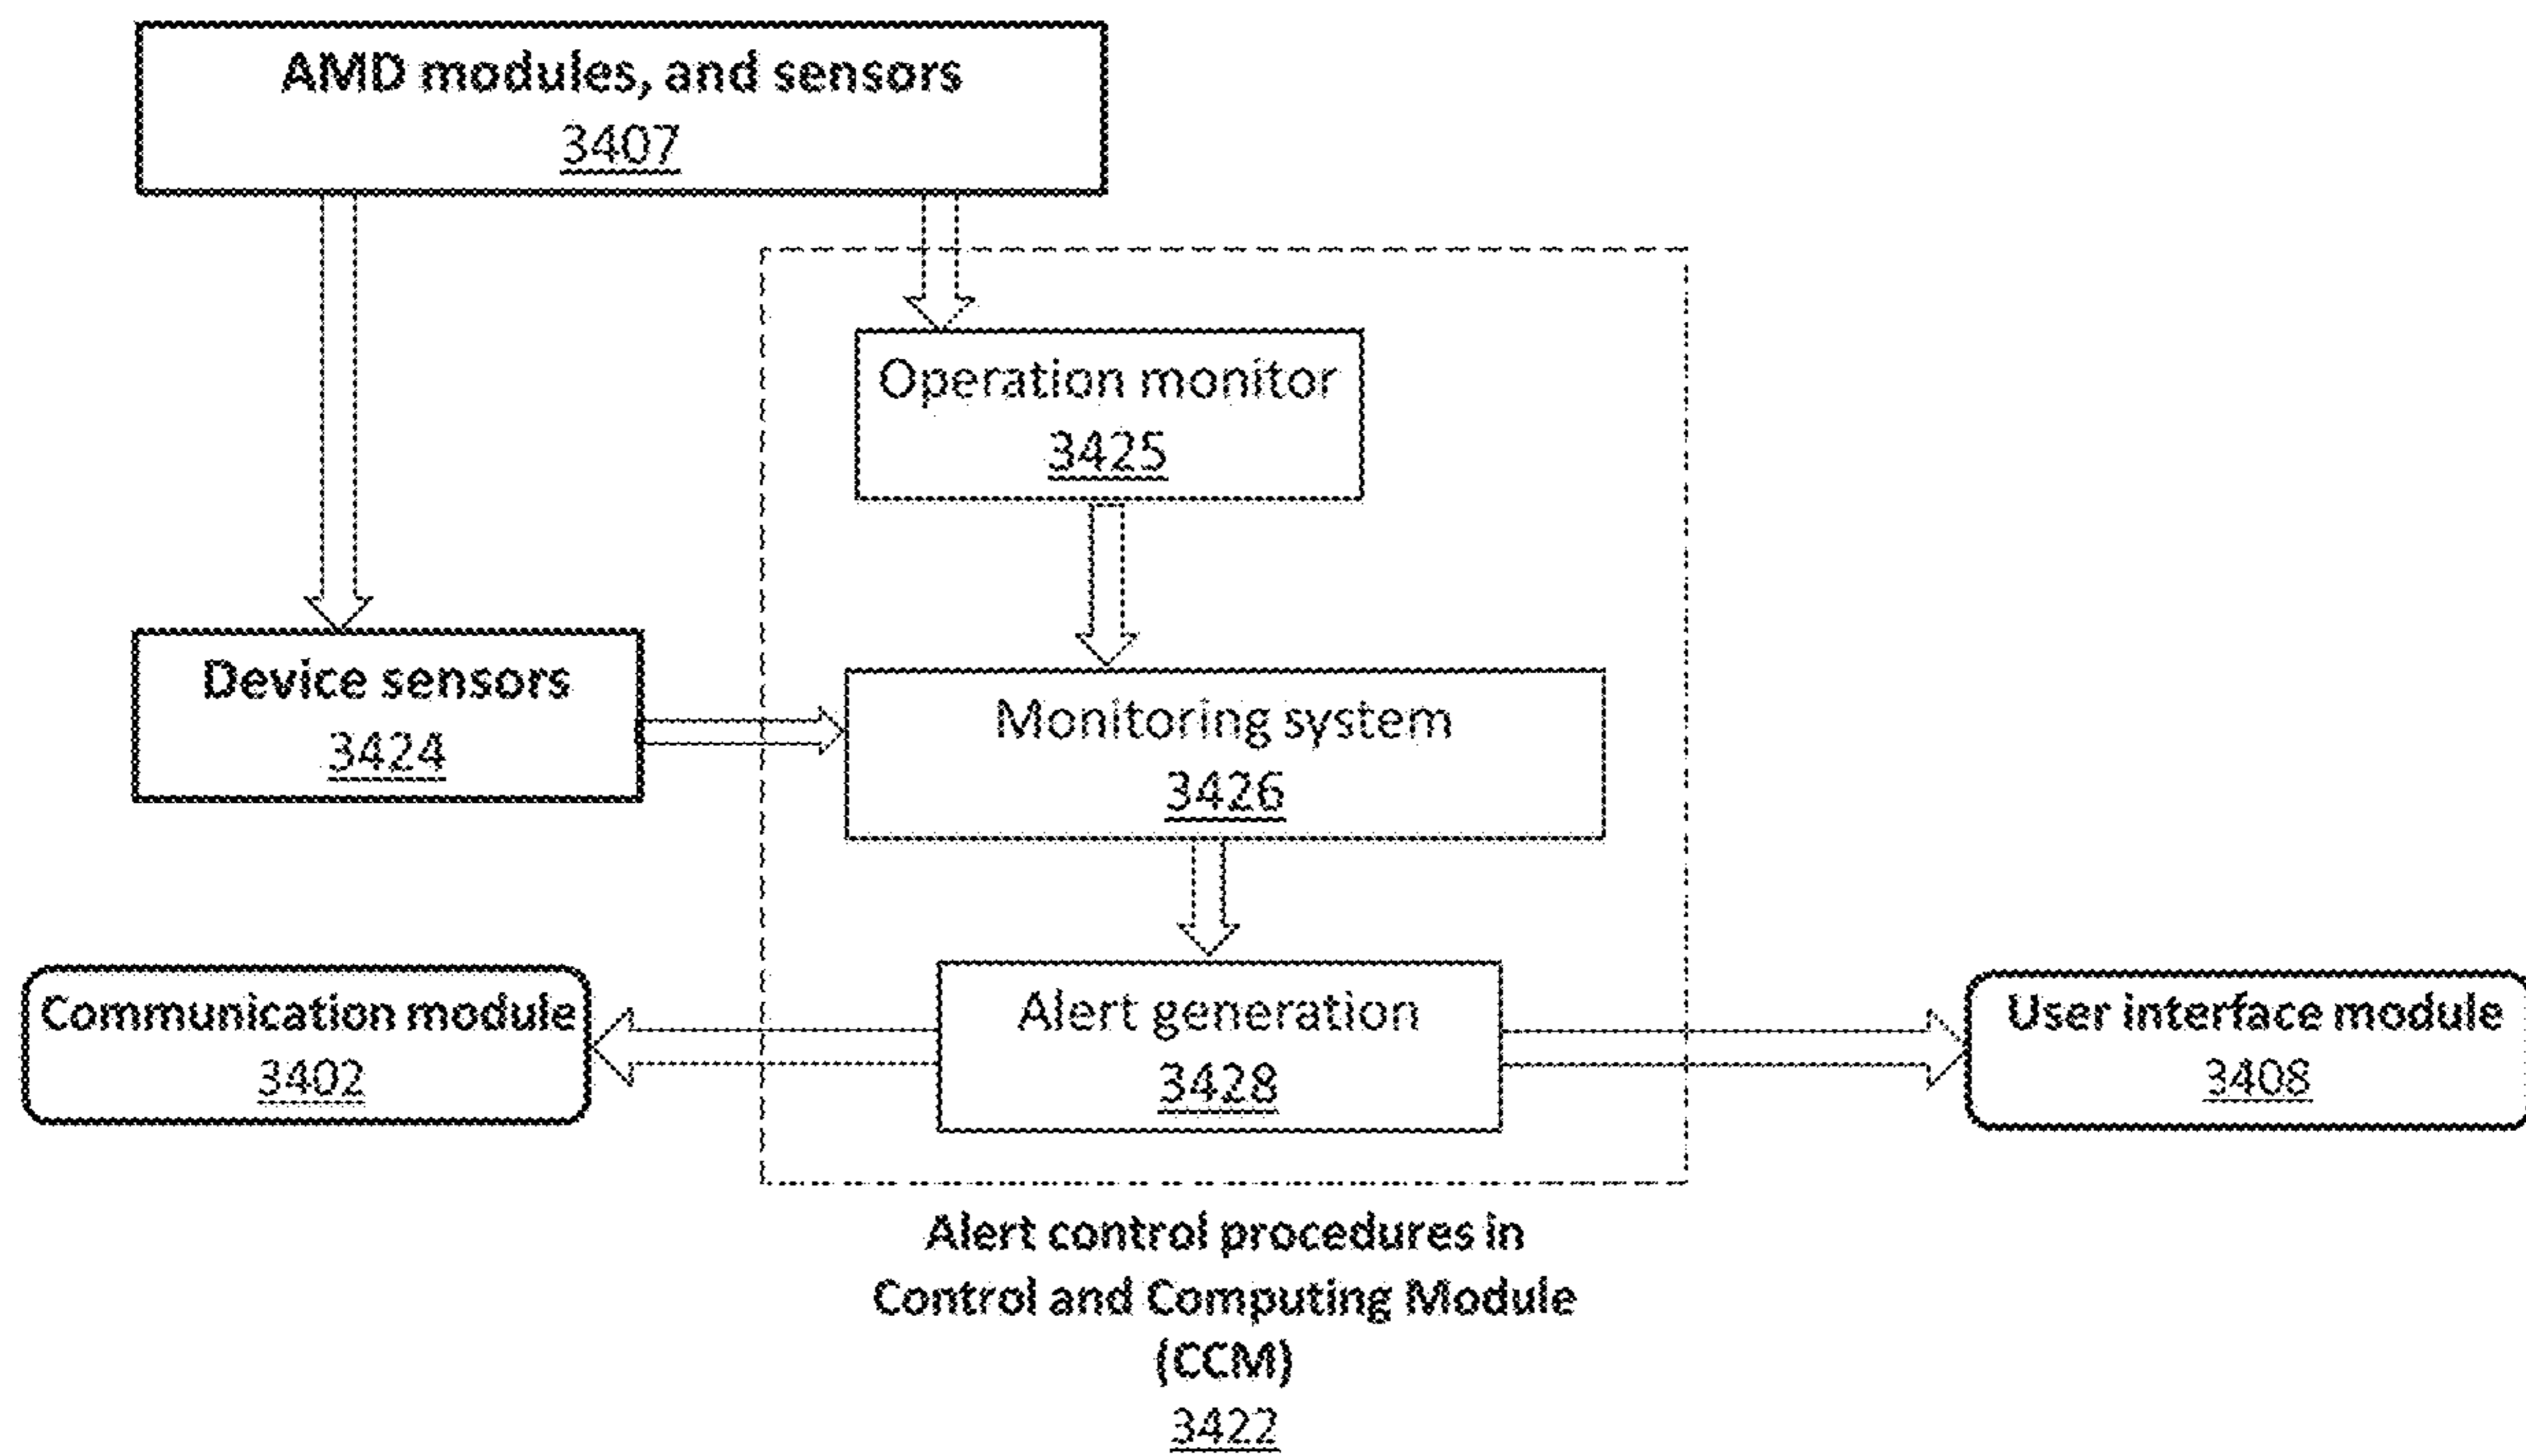 AMD modules, and sensors
3407
Operation monitor
3425
Device sensors
3424
Monitoring system
3426
Communication module
3402
Alert generation
3428
User interface module
3408
Alert control procedures in
Control and Computing Module
(CCM)
3422